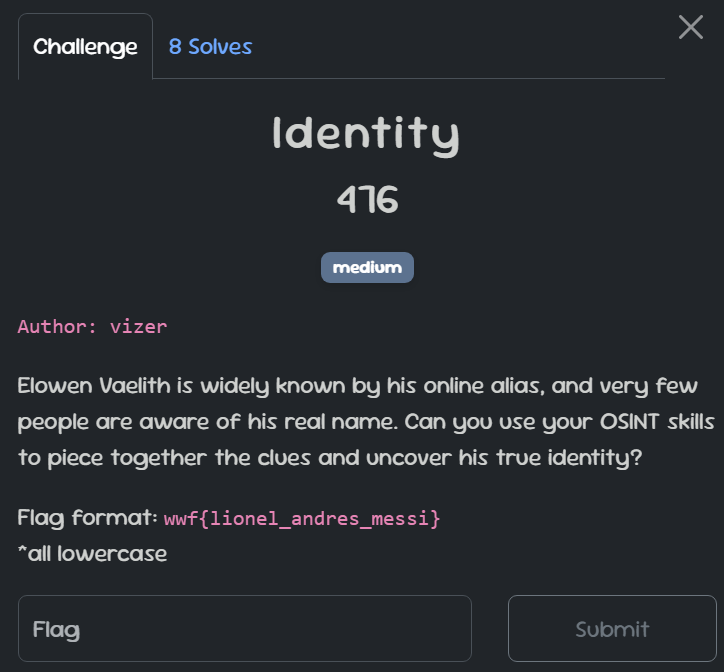 Challenge
8 Solves
Identity
476
medium
Author: vizer
Elowen Vaelith is widely known by his online alias, and very few
people are aware of his real name. Can you use your OSINT skills
to piece together the clues and uncover his true identity?
Flag format: wwf{lionel_andres_messi}
*all lowercase
Flag
Submit